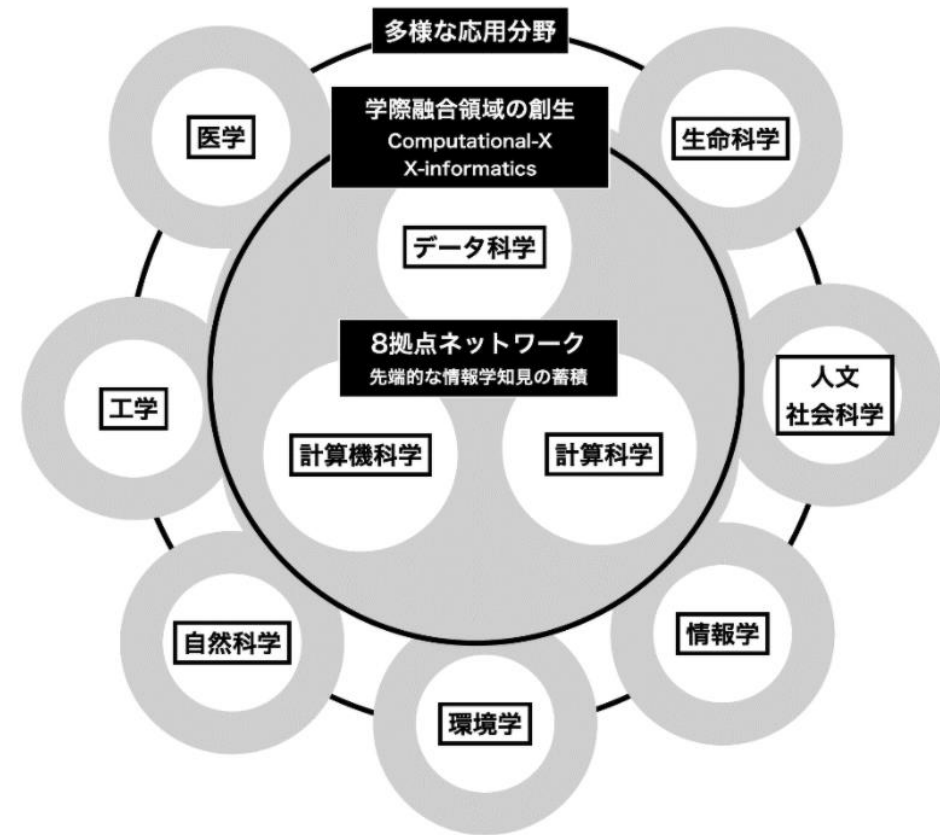 多様な応用分野
学際融合領域の創生
Computational-X
X-informatics
医学
生命科学
データ科学
8拠点ネットワーク
先端的な情報学知見の蓄積
工学
人文
社会科学
計算機科学
計算科学
自然科学
情報学
環境学